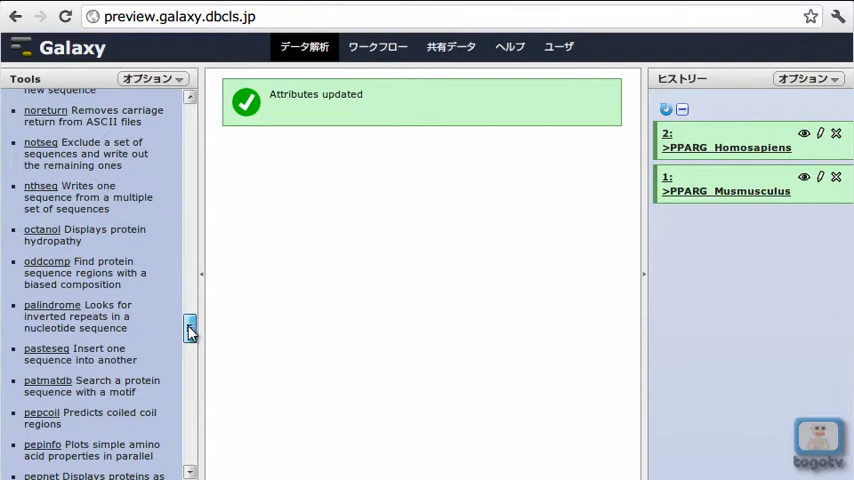 preview.galaxy.dbcls.jp
Galaxy
データ解析
ワークフロー
共有データ
ヘルプ
ユーザ
Tools
オプション
new sequence
noreturn Removes carriage
return from ASCII files
notseq Exclude a set of
sequences and write out
the remaining ones
nthseq Writes one
sequence from a multiple
set of sequences
octanol Displays protein
hydropathy
oddcomp Find protein
sequence regions with a
biased composition
palindrome Looks for
inverted repeats in a
nucleotide sequence
pasteseq Insert one
sequence into another
patmatdb Search a protein
sequence with a motif
pepcoil Predicts coiled coil
regions
pepinfo Plots simple amino
acid properties in parallel
pepnet Displays proteins as
Attributes updated
ヒストリー
オプション
2:
>PPARG_Homosapiens
1:
>PPARG_Musmusculus
togotv